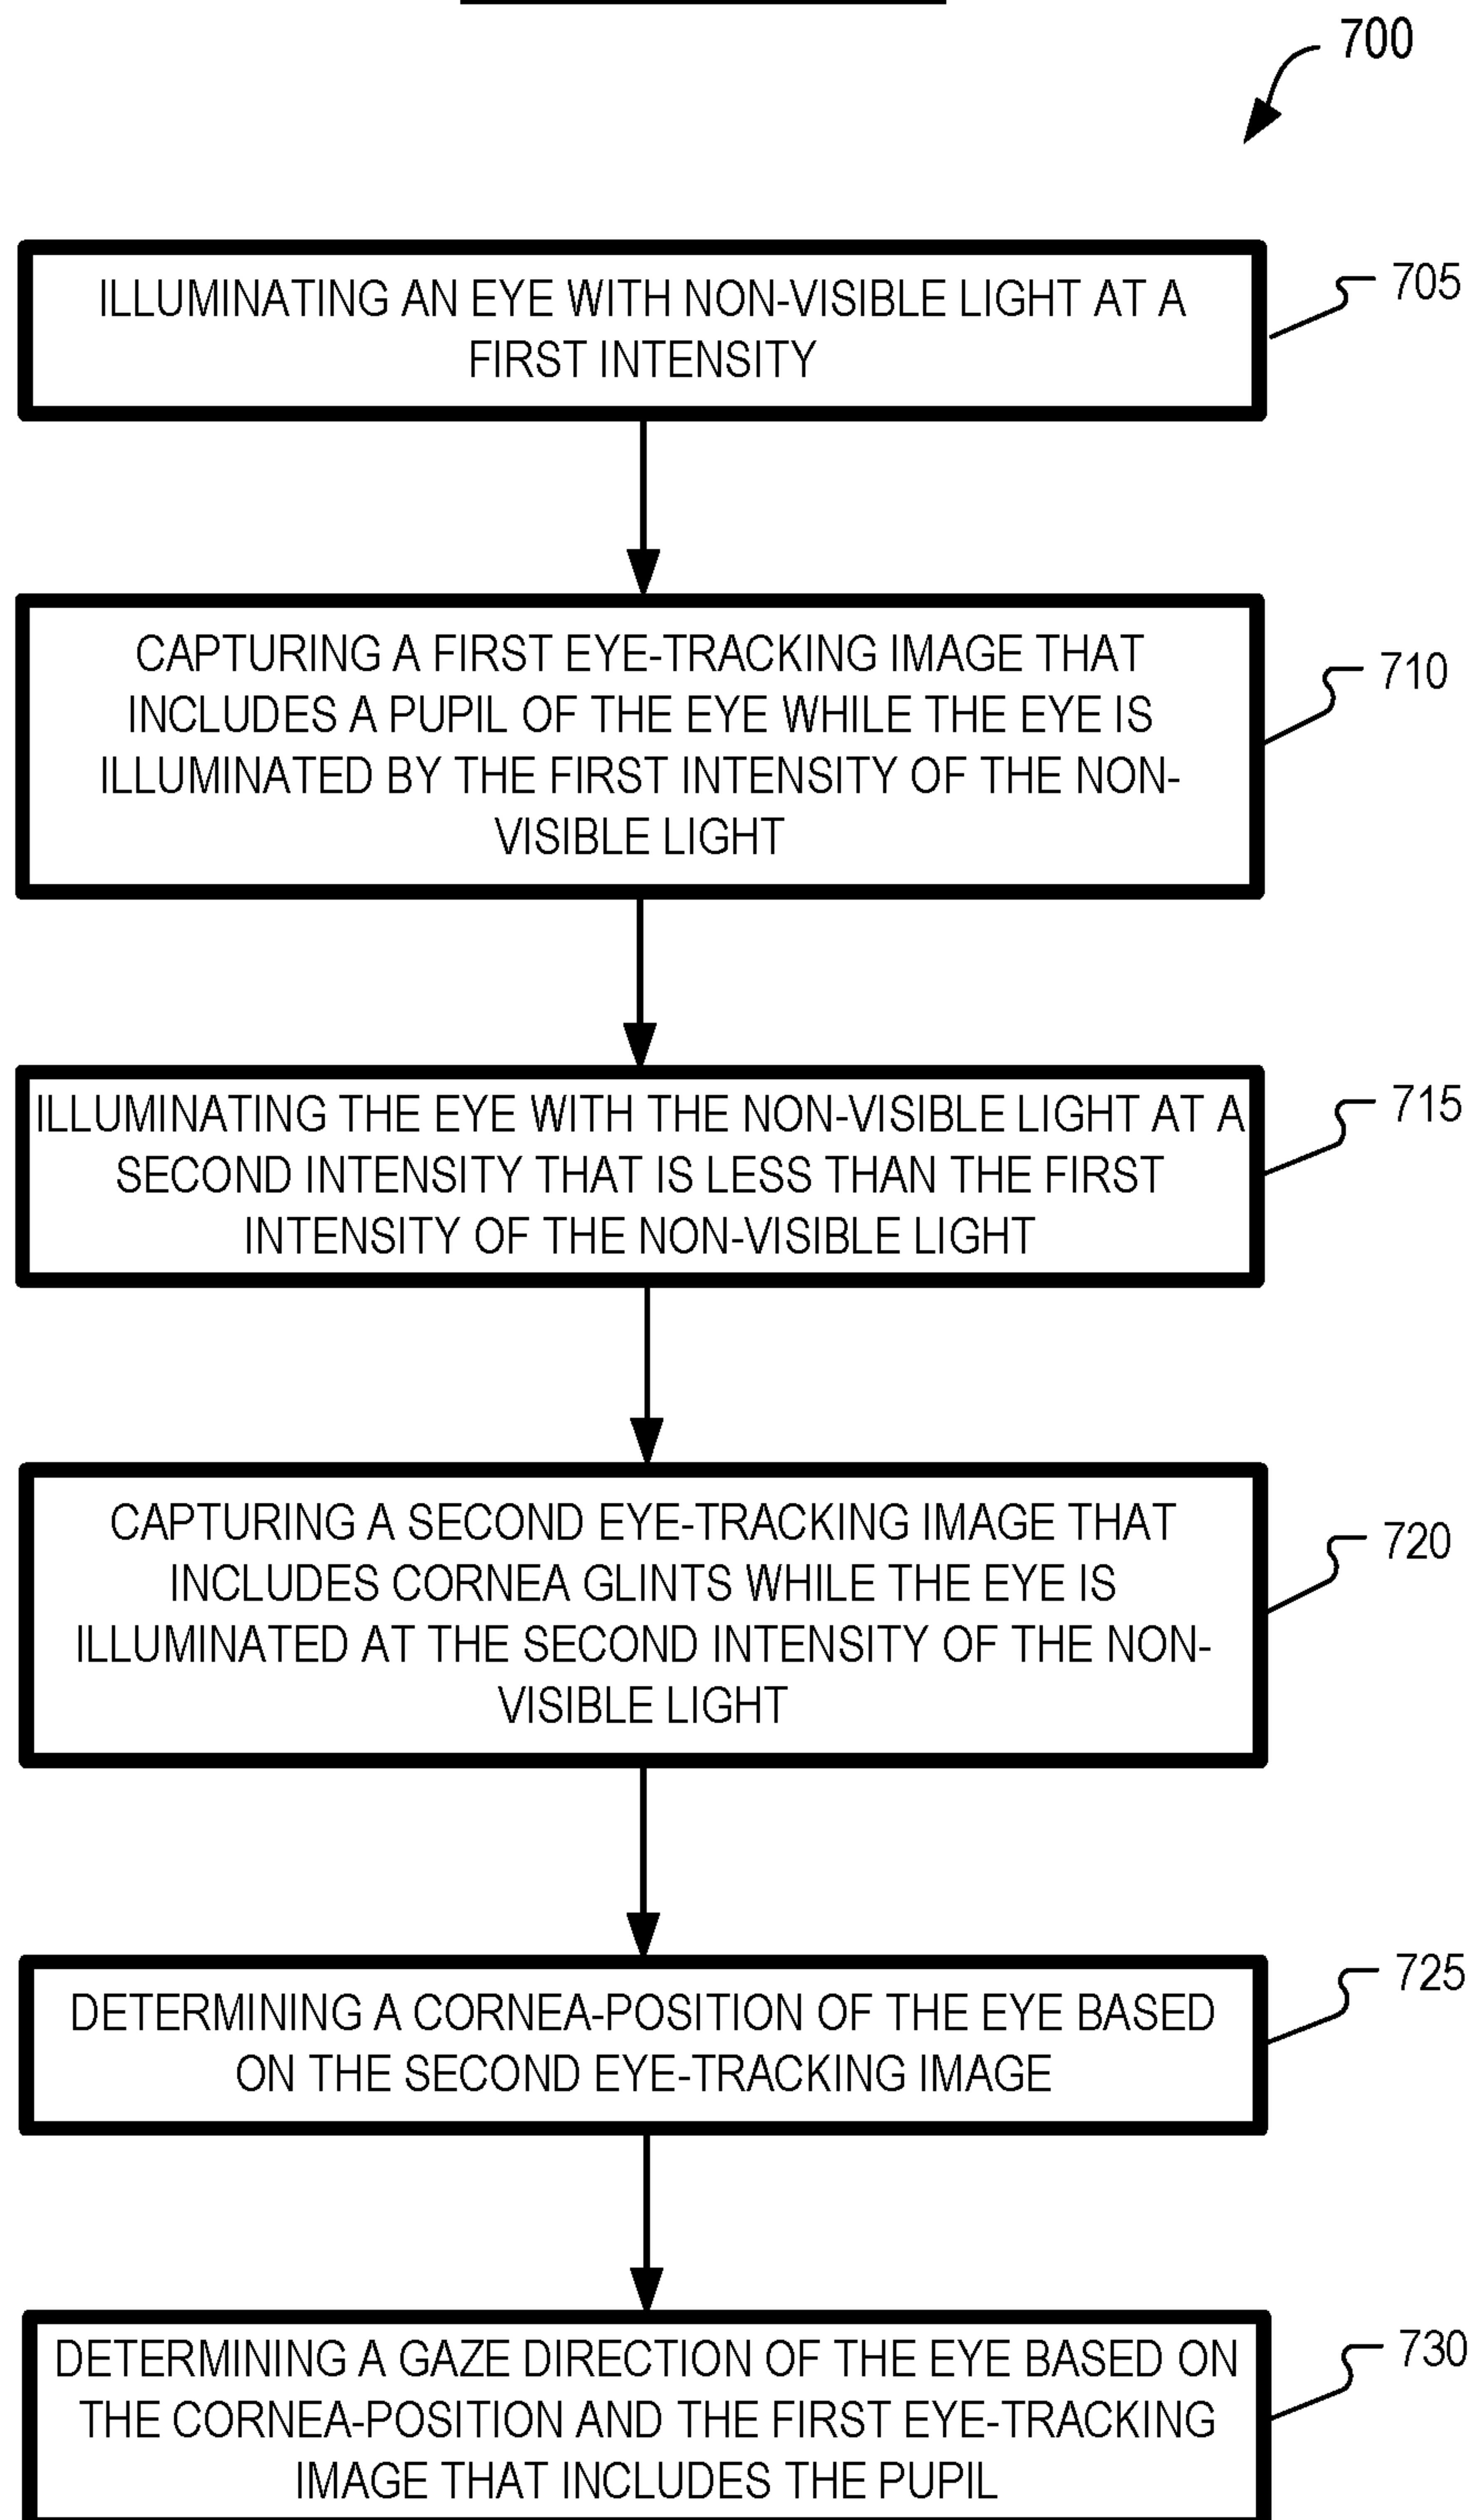 700
ILLUMINATING AN EYE WITH NON-VISIBLE LIGHT AT A
FIRST INTENSITY
705
CAPTURING A FIRST EYE-TRACKING IMAGE THAT
INCLUDES A PUPIL OF THE EYE WHILE THE EYE IS
ILLUMINATED BY THE FIRST INTENSITY OF THE NON-
VISIBLE LIGHT
710
ILLUMINATING THE EYE WITH THE NON-VISIBLE LIGHT AT A
SECOND INTENSITY THAT IS LESS THAN THE FIRST
INTENSITY OF THE NON-VISIBLE LIGHT
715
CAPTURING A SECOND EYE-TRACKING IMAGE THAT
INCLUDES CORNEA GLINTS WHILE THE EYE IS
ILLUMINATED AT THE SECOND INTENSITY OF THE NON-
VISIBLE LIGHT
720
DETERMINING A CORNEA-POSITION OF THE EYE BASED
ON THE SECOND EYE-TRACKING IMAGE
725
DETERMINING A GAZE DIRECTION OF THE EYE BASED ON
THE CORNEA-POSITION AND THE FIRST EYE-TRACKING
IMAGE THAT INCLUDES THE PUPIL
730